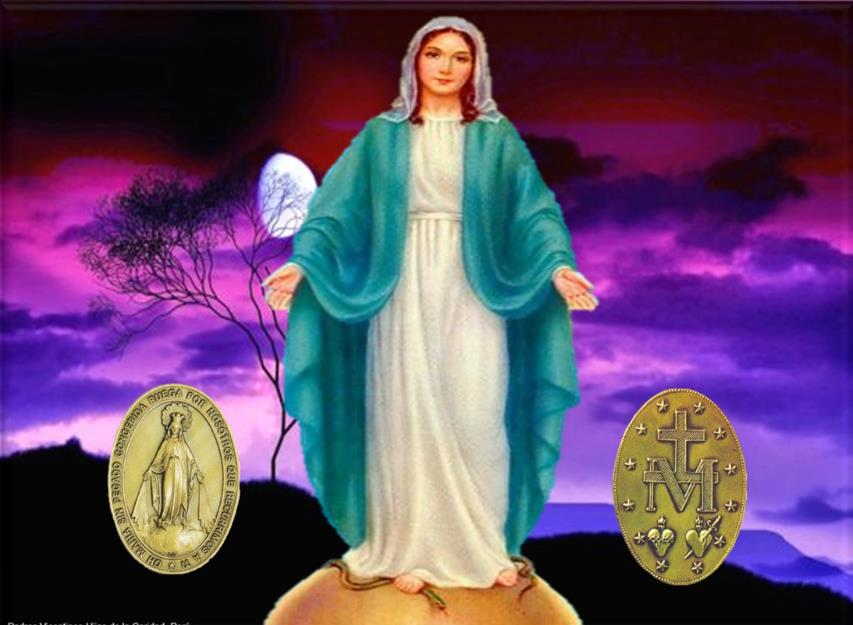 OH MARIA SIN PECADO CONCEBIDA RUEGA POR NOSOTROS QUE RECURRIMOS A TI
M